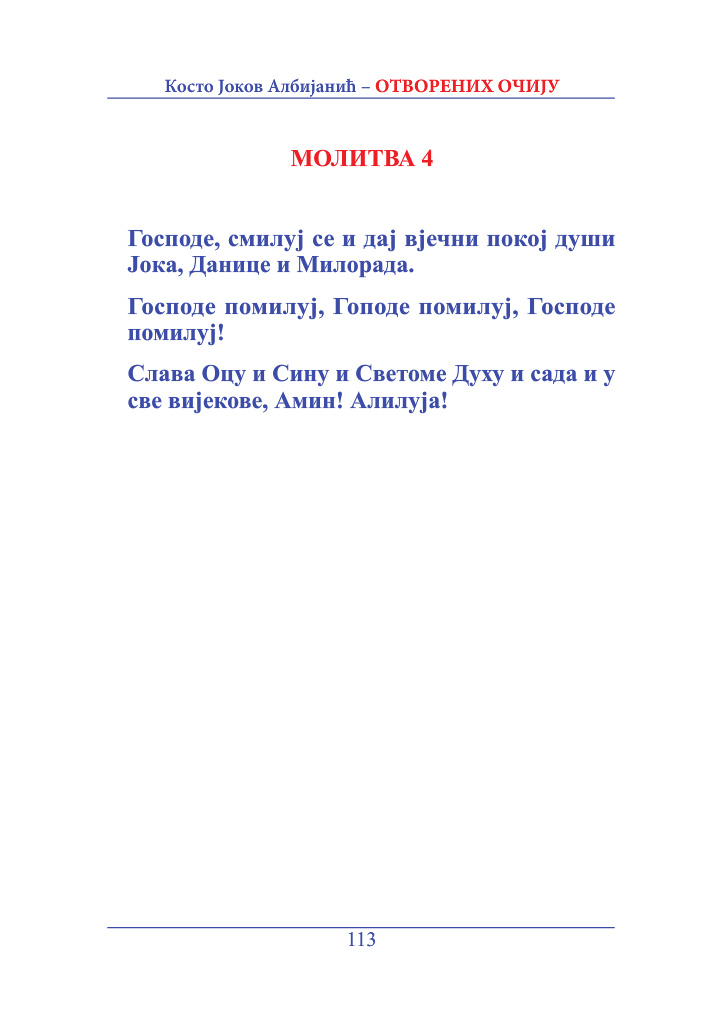 Косто Јоков Албијанић – ОТВОРЕНИХ ОЧИЈУ
МОЛИТВА 4
Господе, смилуј се и дај вјечни покој души
Јока, Данице и Милорада.
Господе помилуј, Гоподе помилуј, Господе
помилуј!
Слава Оцу и Сину и Светоме Духу и сада и у
све вијекове, Амин! Алилуја!
113